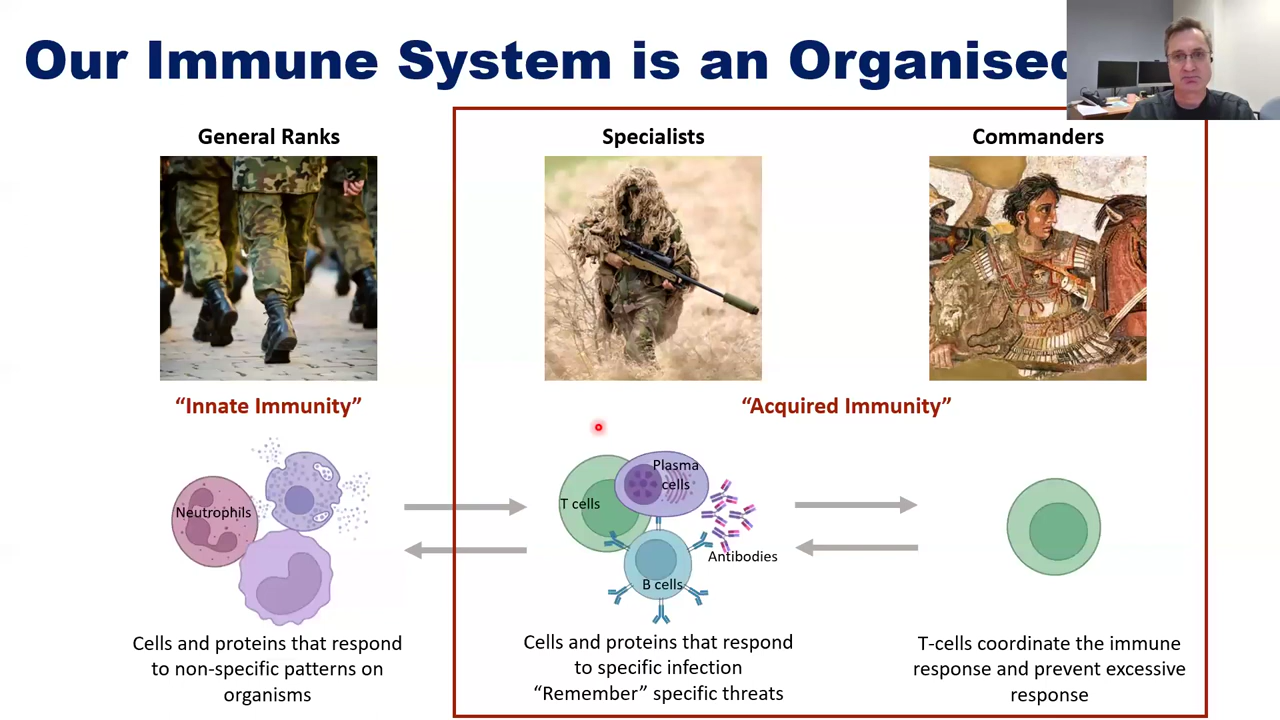 Our Immune System is an Organised
General Ranks
Specialists
Commanders
“Innate Immunity”
“Acquired Immunity”
Neutrophils
T cells
Plasma
cells
B cells
Antibodies
Cells and proteins that respond
to non-specific patterns on
organisms
Cells and proteins that respond
to specific infection
“Remember” specific threats
T-cells coordinate the immune
response and prevent excessive
response